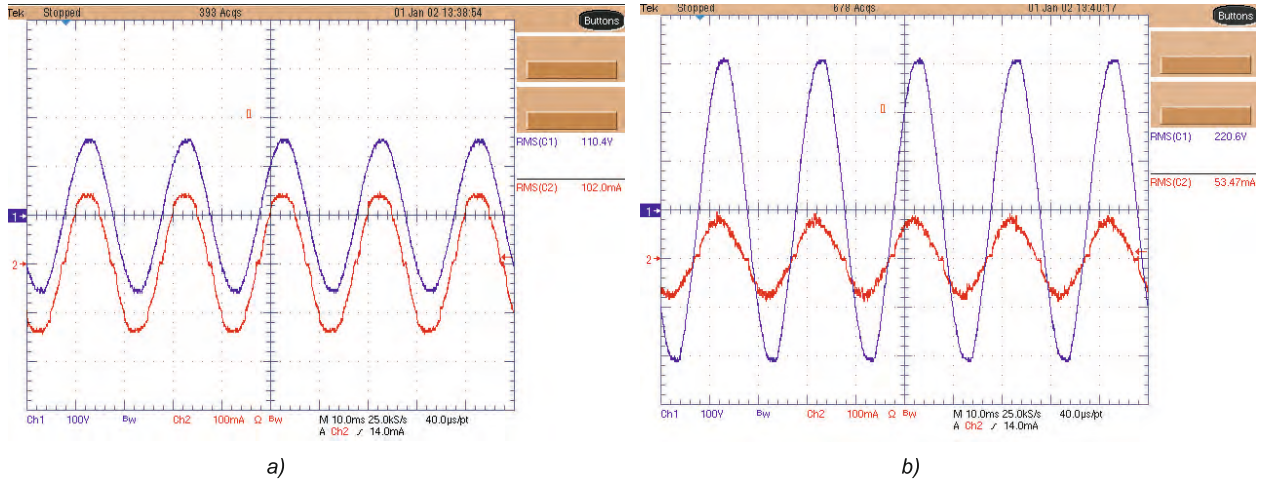 Tek Stopped 393 Acqs 01 Jan 02 13:38:54
Buttons
RMS(C1) 110.4V
RMS(C2) 102.0mA
1
2
Ch1 100V Bw Ch2 100mA Ω Bw M 10.0ms 25.0kS/s 40.0µs/pt
A Ch2 14.0mA
a)
Tek Stopped 678 Acqs 01 Jan 02 13:40:17
Buttons
RMS(C1) 220.6V
RMS(C2) 53.47mA
1
2
Ch1 100V Bw Ch2 100mA Ω Bw M 10.0ms 25.0kS/s 40.0µs/pt
A Ch2 14.0mA
b)